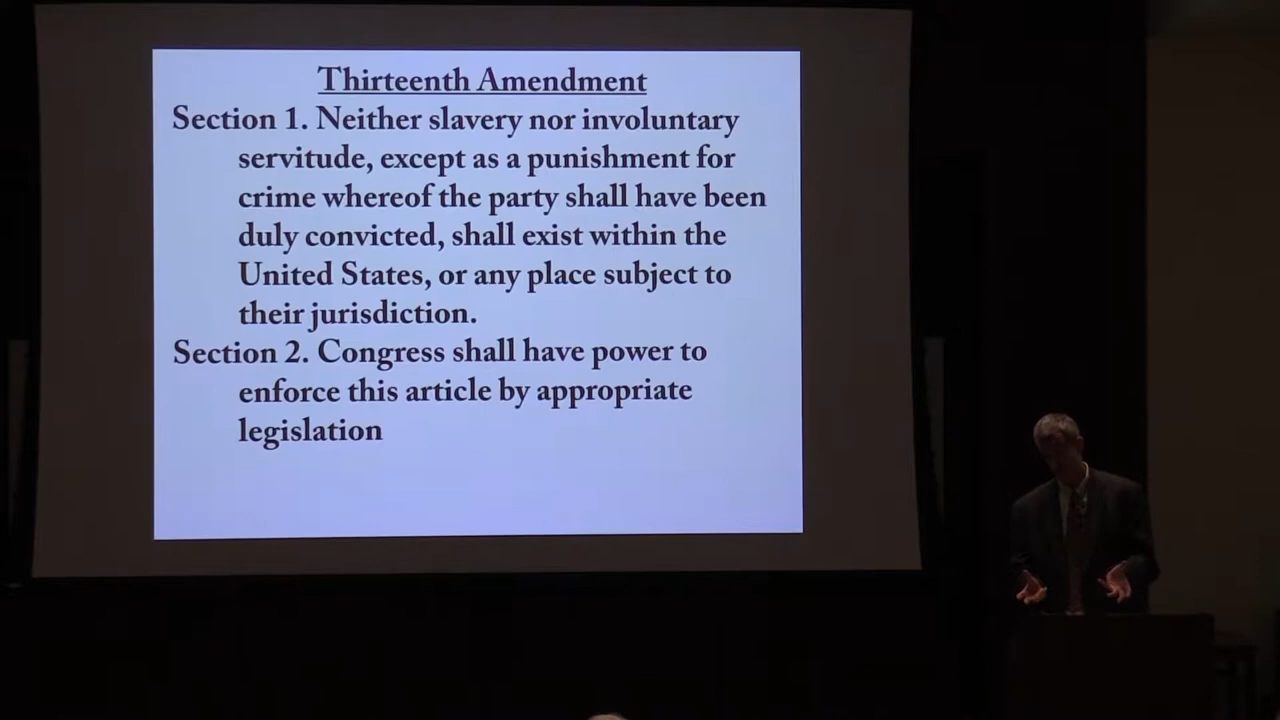 Thirteenth Amendment
Section 1. Neither slavery nor involuntary
servitude, except as a punishment for
crime whereof the party shall have been
duly convicted, shall exist within the
United States, or any place subject to
their jurisdiction.
Section 2. Congress shall have power to
enforce this article by appropriate
legislation